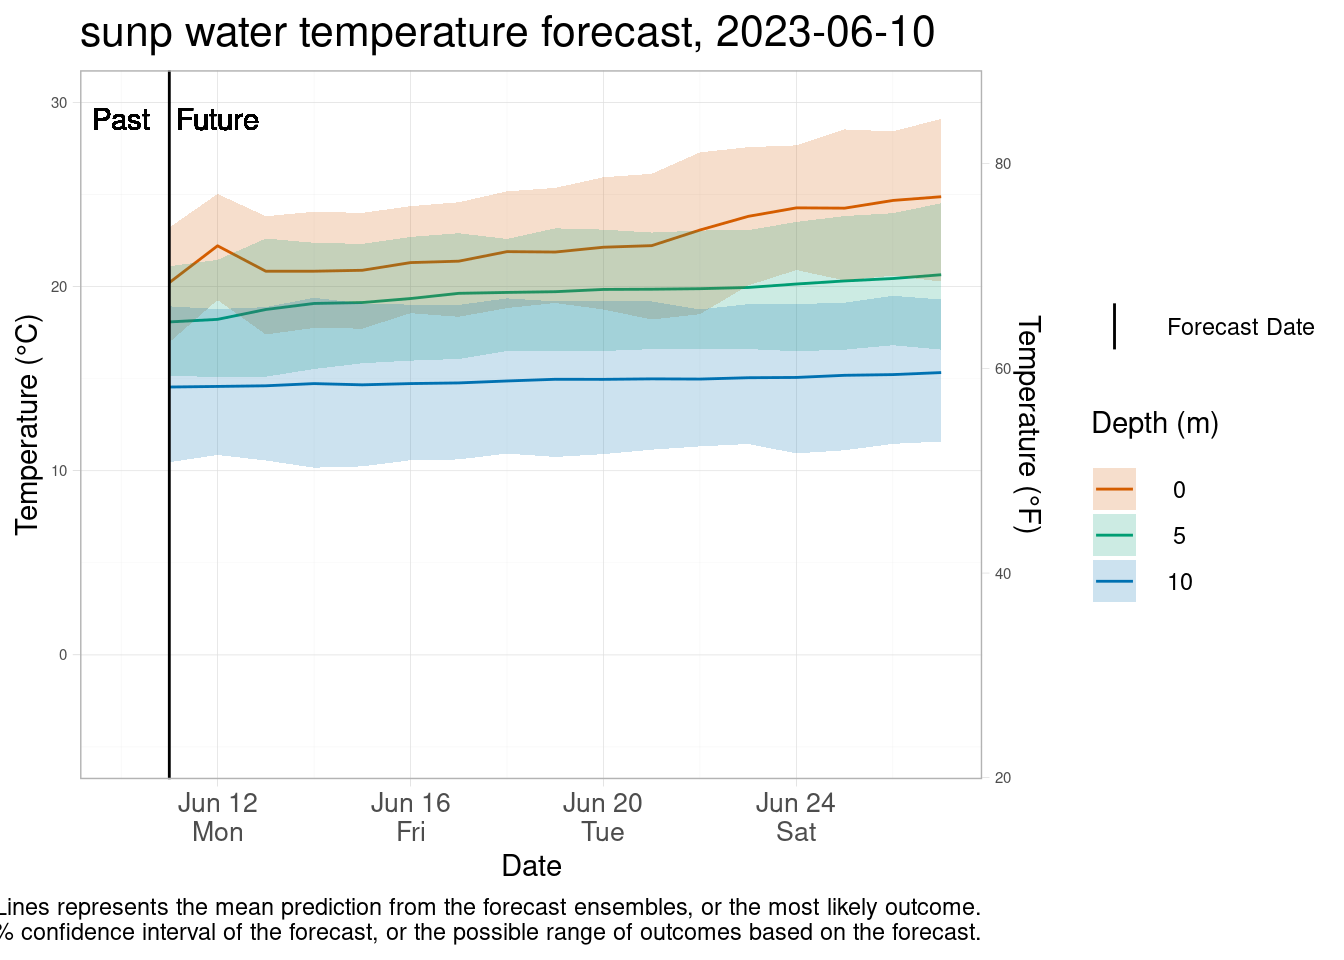 sunp water temperature forecast, 2023-06-10
Past
Future
30
20
10
0
Temperature (°C)
80
60
40
20
Temperature (°F)
Jun 12
Mon
Jun 16
Fri
Jun 20
Tue
Jun 24
Sat
Date
Forecast Date
Depth (m)
0
5
10
Lines represents the mean prediction from the forecast ensembles, or the most likely outcome.
% confidence interval of the forecast, or the possible range of outcomes based on the forecast.